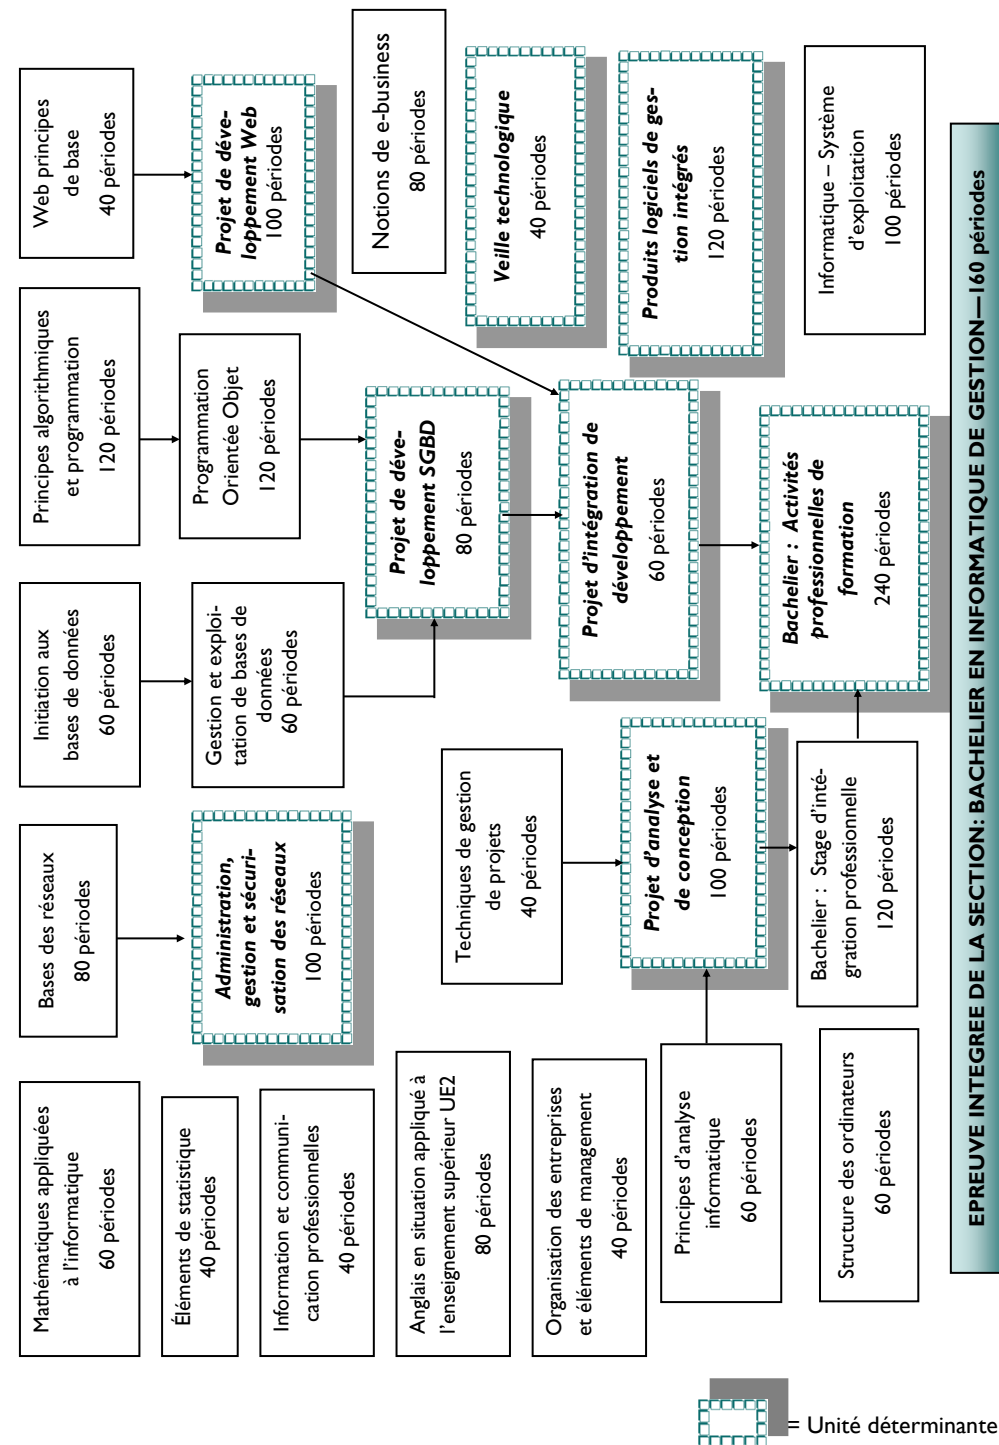 Mathématiques appliquées
à l'informatique
60 périodes
Bases des réseaux
80 périodes
Initiation aux
bases de données
60 périodes
Principes algorithmiques
et programmation
120 périodes
Web principes
de base
40 périodes
Éléments de statistique
40 périodes
Administration,
gestion et sécuri-
sation des réseaux
100 périodes
Gestion et exploi-
tation de bases de
données
60 périodes
Programmation
Orientée Objet
120 périodes
Projet de déve-
loppement Web
100 périodes
Information et communi-
cation professionnelles
40 périodes
Anglais en situation appliqué à
l'enseignement supérieur UE2
80 périodes
Projet de déve-
loppement SGBD
80 périodes
Notions de e-business
80 périodes
Organisation des entreprises
et éléments de management
40 périodes
Techniques de gestion
de projets
40 périodes
Projet d'intégration de
développement
60 périodes
Veille technologique
40 périodes
Principes d'analyse
informatique
60 périodes
Projet d'analyse et
de conception
100 périodes
Produits logiciels de ges-
tion intégrés
120 périodes
Structure des ordinateurs
60 périodes
Bachelier : Stage d'inté-
gration professionnelle
120 périodes
Bachelier : Activités
professionnelles de
formation
240 périodes
Informatique – Système
d'exploitation
100 périodes
EPREUVE INTEGREE DE LA SECTION: BACHELIER EN INFORMATIQUE DE GESTION—160 périodes
= Unité déterminante